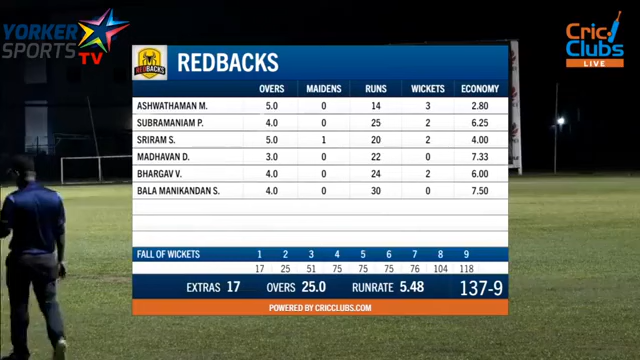 YORKER
SPORTS
TV
CricClubs
LIVE
REDBACKS
REDBACKS
OVERS MAIDENS RUNS WICKETS ECONOMY
ASHWATHAMAN M. 5.0 0 14 3 2.80
SUBRAMANIAM P. 4.0 0 25 2 6.25
SRIRAM S. 5.0 1 20 2 4.00
MADHAVAN D. 3.0 0 22 0 7.33
BHARGAV V. 4.0 0 24 2 6.00
BALA MANIKANDAN S. 4.0 0 30 0 7.50
FALL OF WICKETS 1 2 3 4 5 6 7 8 9
17 25 51 75 75 75 76 104 118
EXTRAS 17 OVERS 25.0 RUNRATE 5.48 137-9
POWERED BY CRICCLUBS.COM